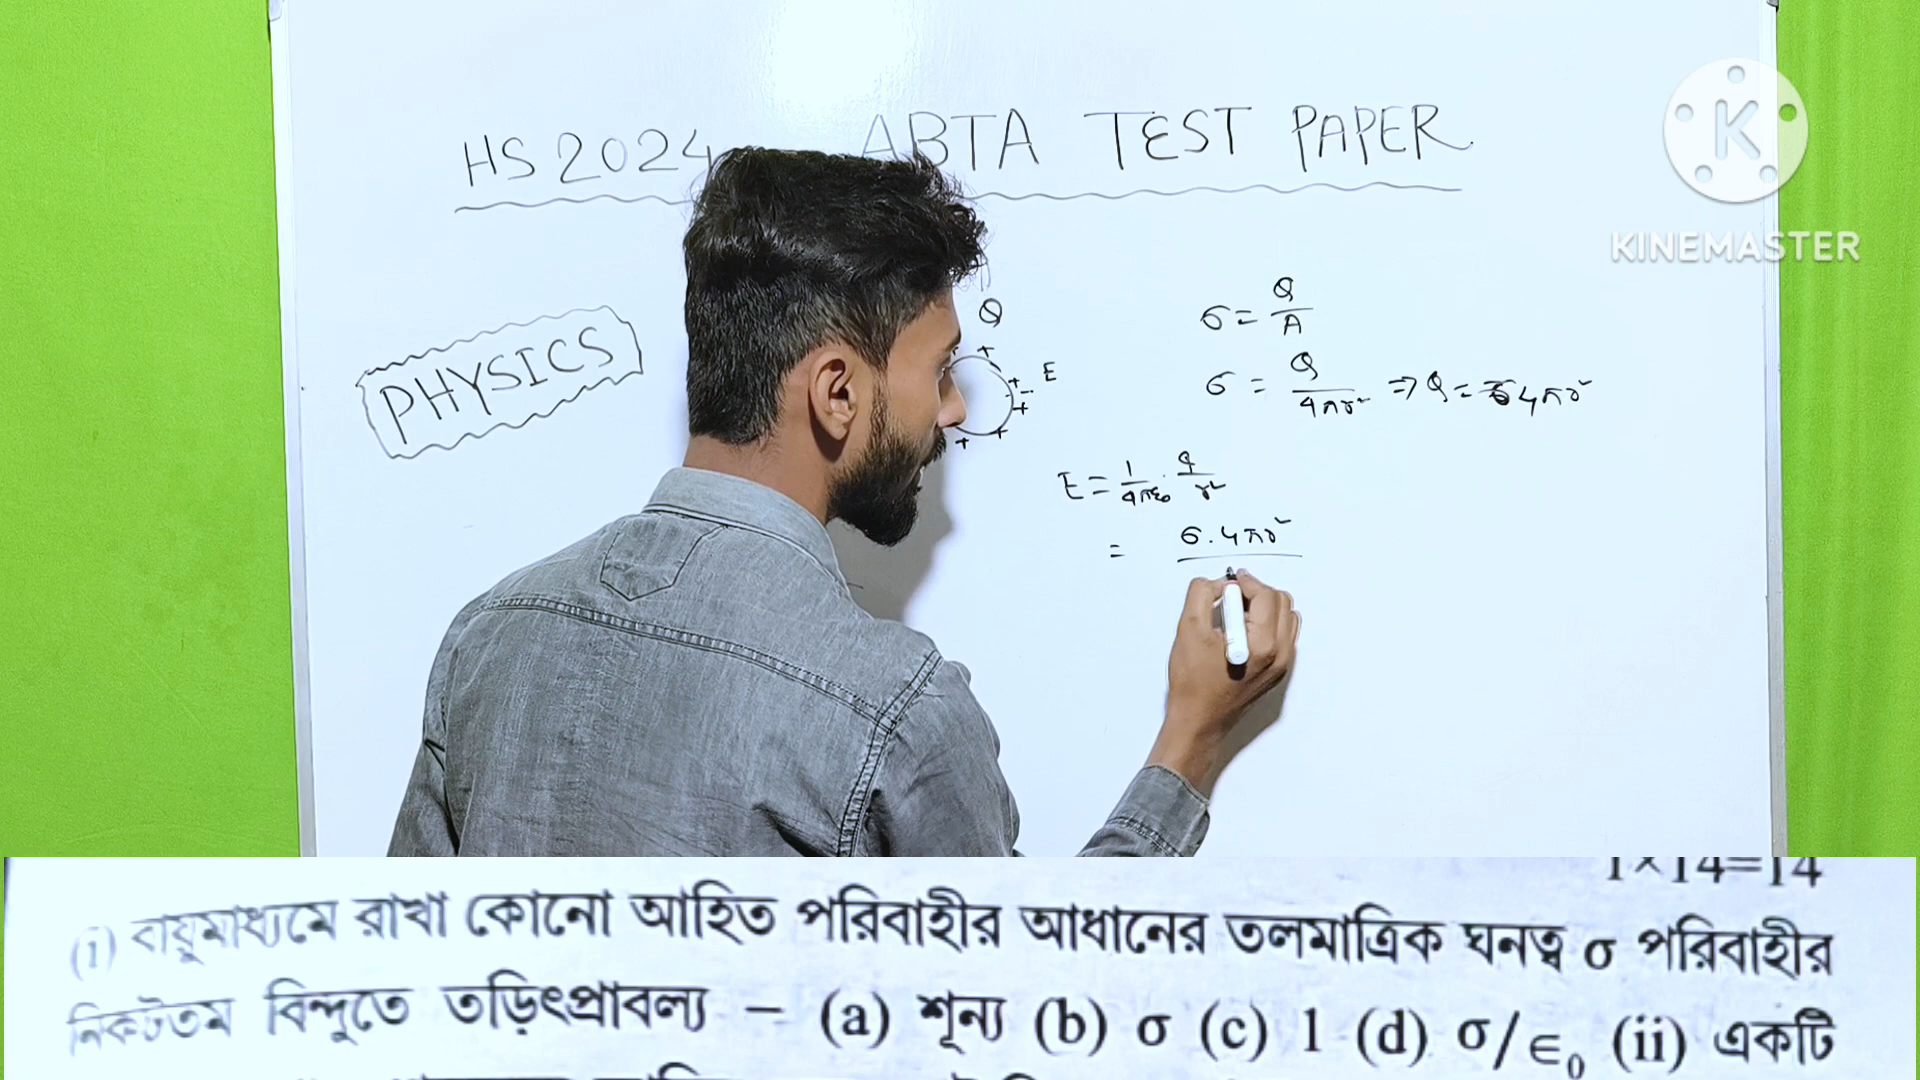 HS 2024 ABTA TEST PAPER
K
KINEMASTER
PHYSICS
Q
+
+ E
+
+ +
σ = Q/A
σ = Q/4πr² ⇒ Q = σ4πr²
E = 1/4πε₀ · Q/r²
= σ.4πr²
1×14=14
(i) বায়ুমাধ্যমে রাখা কোনো আহিত পরিবাহীর আধানের তলমাত্রিক ঘনত্ব σ পরিবাহীর
নিকটতম বিন্দুতে তড়িৎপ্রাবল্য – (a) শূন্য (b) σ (c) 1 (d) σ/∈₀ (ii) একটি